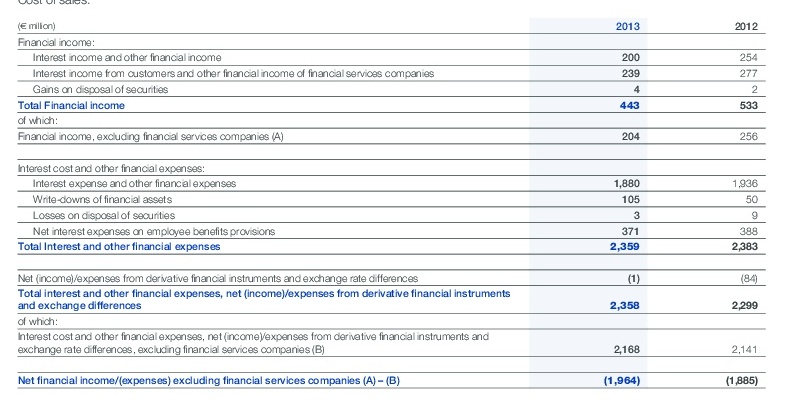 Cost of sales.
(€ million) 2013 2012
Financial income:
Interest income and other financial income 200 254
Interest income from customers and other financial income of financial services companies 239 277
Gains on disposal of securities 4 2
Total Financial income 443 533
of which:
Financial income, excluding financial services companies (A) 204 256
Interest cost and other financial expenses:
Interest expense and other financial expenses 1,880 1,936
Write-downs of financial assets 105 50
Losses on disposal of securities 3 9
Net interest expenses on employee benefits provisions 371 388
Total Interest and other financial expenses 2,359 2,383
Net (income)/expenses from derivative financial instruments and exchange rate differences (1) (84)
Total interest and other financial expenses, net (income)/expenses from derivative financial instruments
and exchange differences 2,358 2,299
of which:
Interest cost and other financial expenses, net (income)/expenses from derivative financial instruments and
exchange rate differences, excluding financial services companies (B) 2,168 2,141
Net financial income/(expenses) excluding financial services companies (A) – (B) (1,964) (1,885)